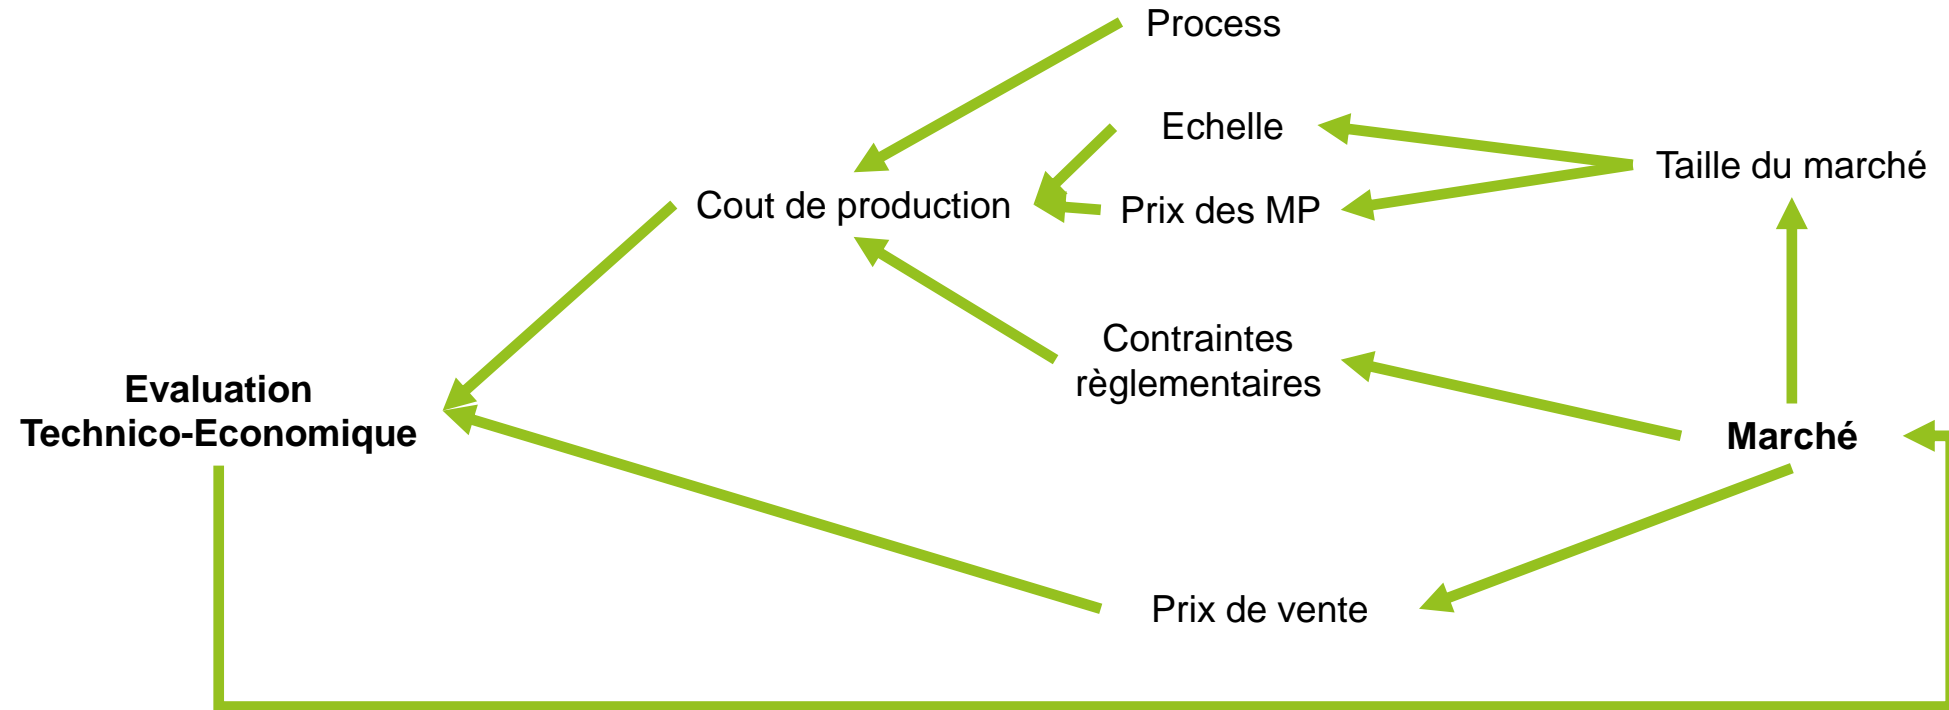 Process
Echelle
Taille du marché
Cout de production
Prix des MP
Contraintes
règlementaires
Evaluation
Technico-Economique
Marché
Prix de vente